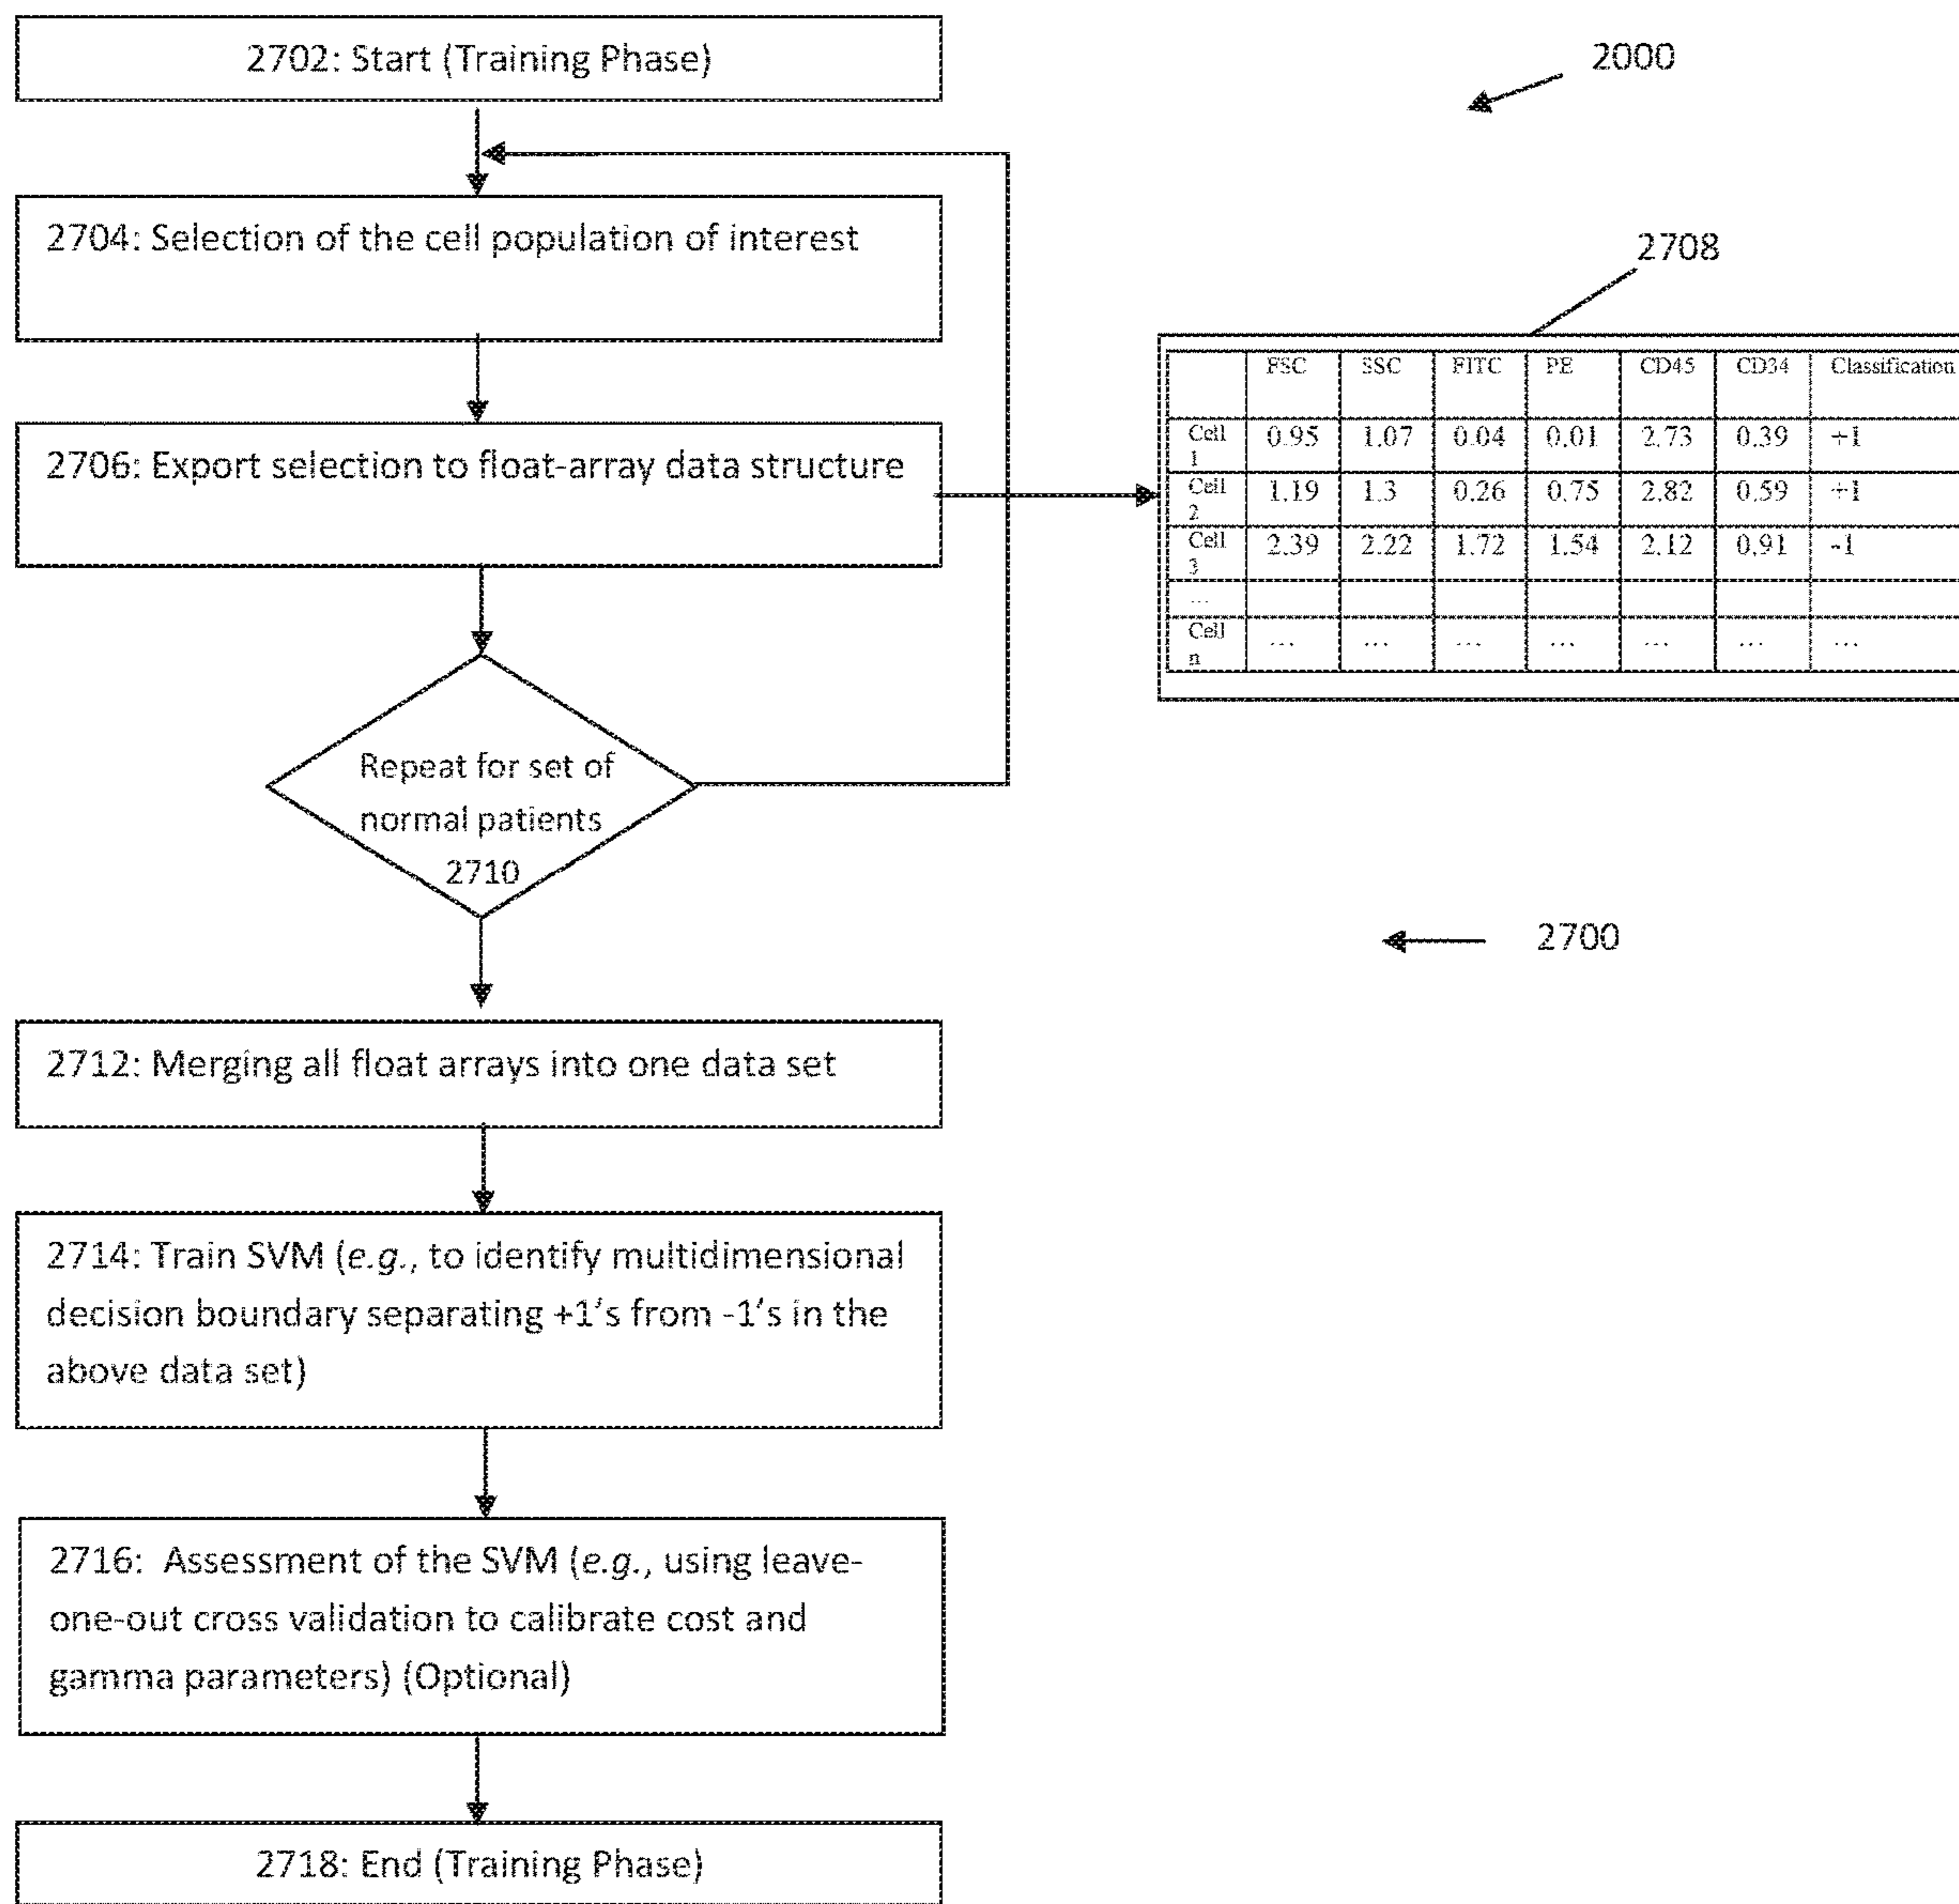 2702: Start (Training Phase)
2000
2704: Selection of the cell population of interest
2708
FSC SSC FITC PE CD45 CD34 Classification
Cell 1 0.95 1.07 0.04 0.01 2.73 0.39 +1
Cell 2 1.19 1.3 0.26 0.75 2.82 0.59 +1
Cell 3 2.39 2.22 1.72 1.54 2.12 0.91 -1
...
Cell n ... ... ... ... ... ... ...
2706: Export selection to float-array data structure
Repeat for set of
normal patients
2710
2700
2712: Merging all float arrays into one data set
2714: Train SVM (e.g., to identify multidimensional
decision boundary separating +1's from -1's in the
above data set)
2716: Assessment of the SVM (e.g., using leave-
one-out cross validation to calibrate cost and
gamma parameters) (Optional)
2718: End (Training Phase)